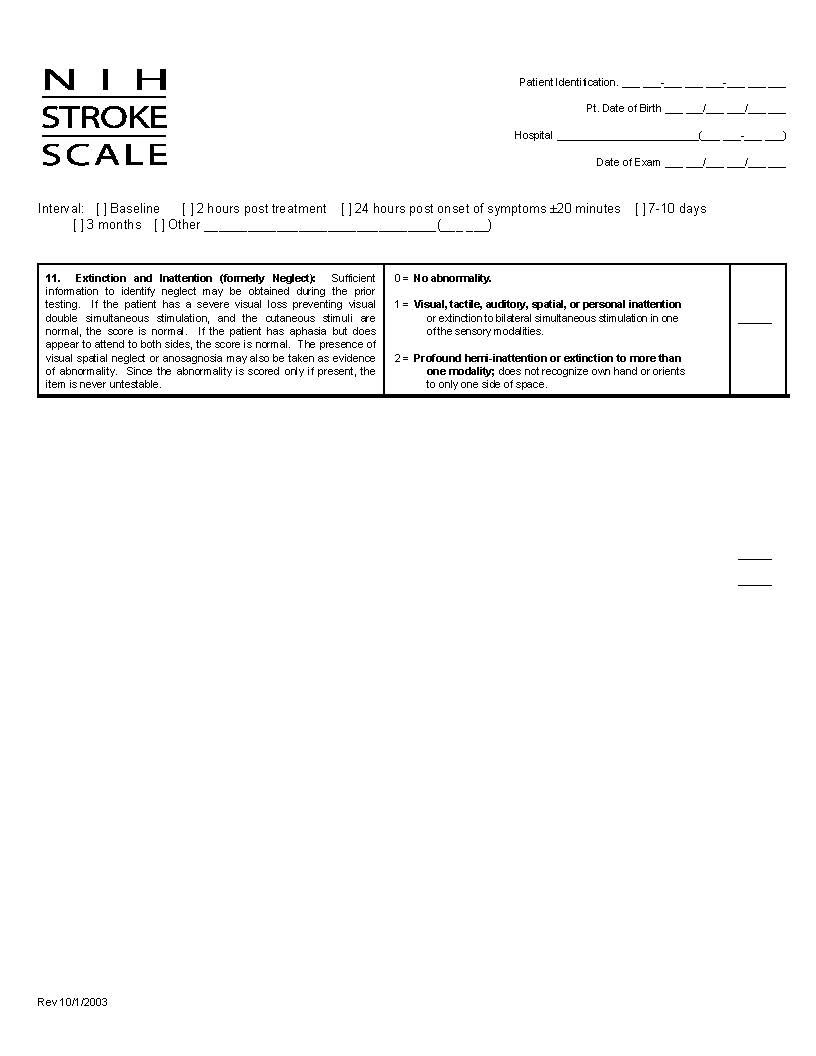 N I H
STROKE
SCALE
Patient Identification. ___ ___-___ ___ ___-___ ___ ___
Pt. Date of Birth ___ ___/___ ___/___ ___
Hospital ________________________(___ ___-___ ___)
Date of Exam ___ ___/___ ___/___ ___
Interval: [ ] Baseline [ ] 2 hours post treatment [ ] 24 hours post onset of symptoms ±20 minutes [ ] 7-10 days
[ ] 3 months [ ] Other ________________________________(___ ___)
11. Extinction and Inattention (formerly Neglect): Sufficient
information to identify neglect may be obtained during the prior
testing. If the patient has a severe visual loss preventing visual
double simultaneous stimulation, and the cutaneous stimuli are
normal, the score is normal. If the patient has aphasia but does
appear to attend to both sides, the score is normal. The presence of
visual spatial neglect or anosagnosia may also be taken as evidence
of abnormality. Since the abnormality is scored only if present, the
item is never untestable.
0 = No abnormality.
1 = Visual, tactile, auditory, spatial, or personal inattention
or extinction to bilateral simultaneous stimulation in one
of the sensory modalities.
2 = Profound hemi-inattention or extinction to more than
one modality; does not recognize own hand or orients
to only one side of space.
______
______
______
Rev 10/1/2003